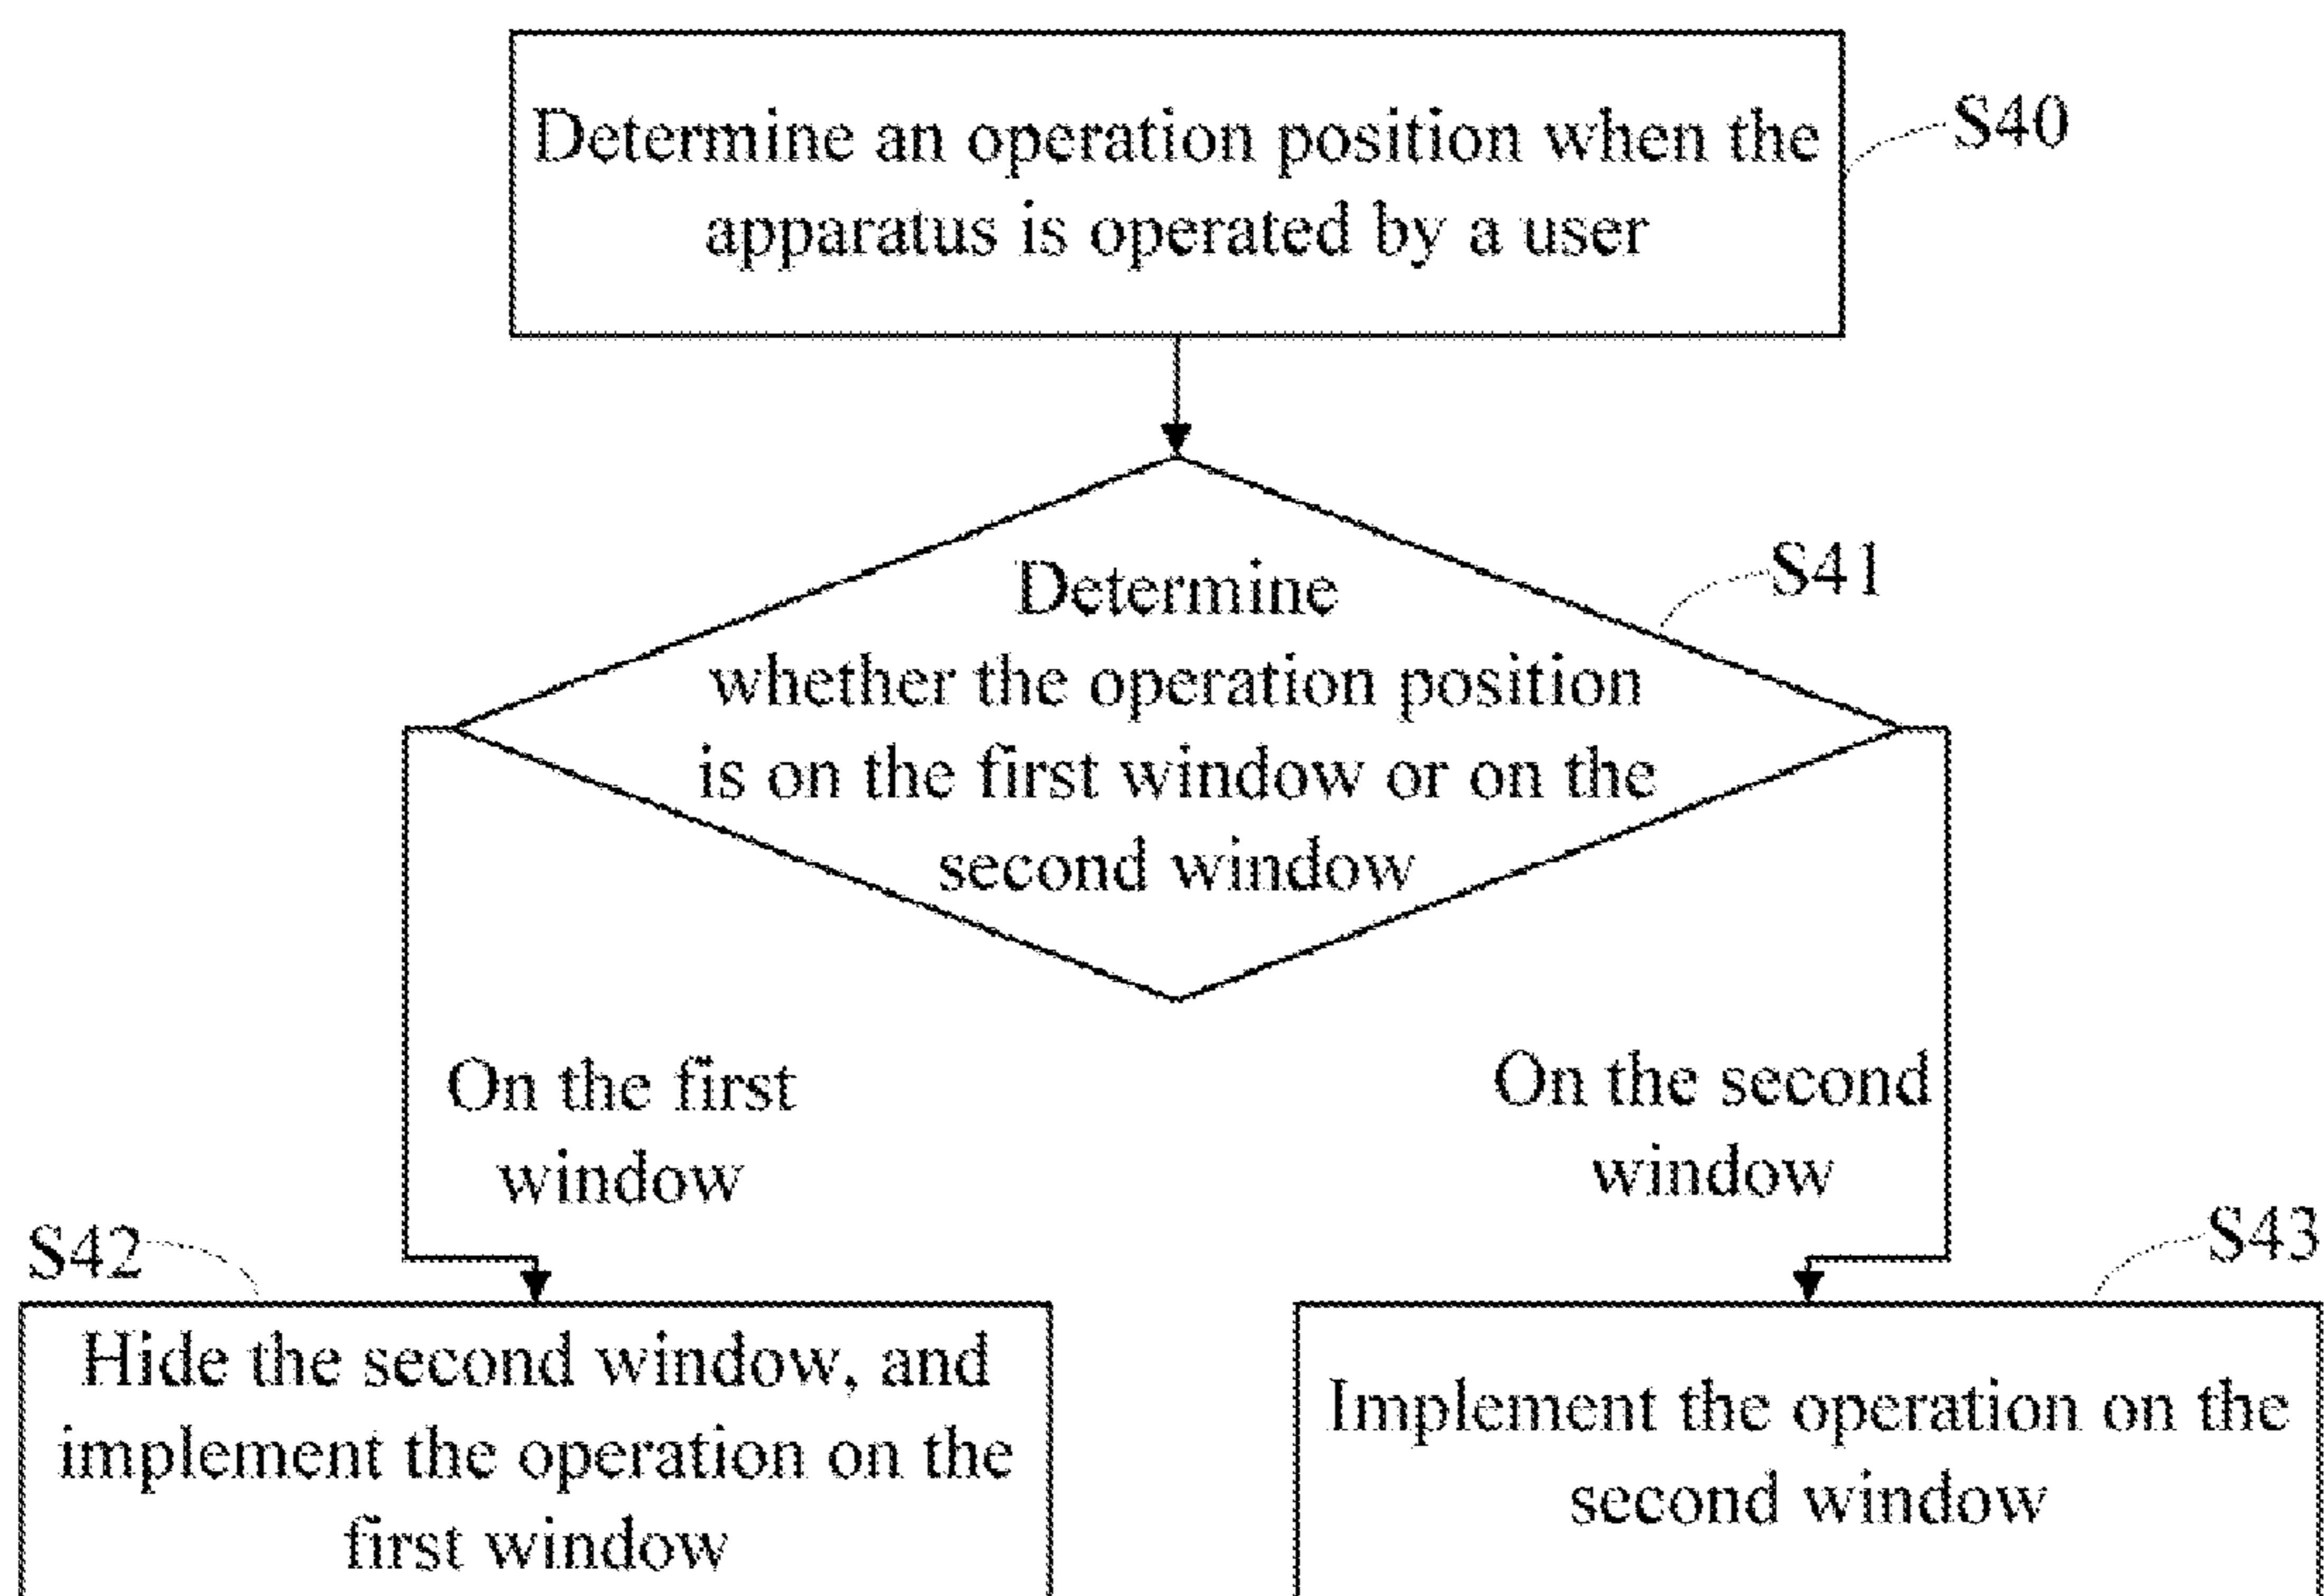 Determine an operation position when the
apparatus is operated by a user
S40
Determine
whether the operation position
is on the first window or on the
second window
S41
On the first
window
On the second
window
S42
Hide the second window, and
implement the operation on the
first window
S43
Implement the operation on the
second window